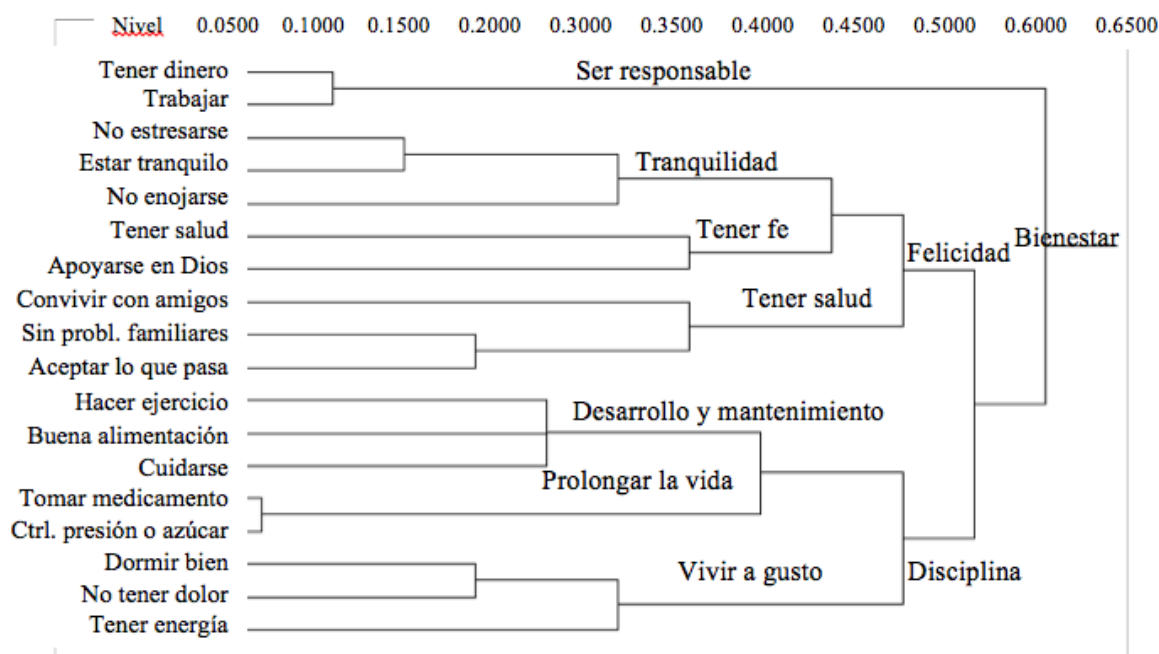 Nivel 0.0500 0.1000 0.1500 0.2000 0.3000 0.3500 0.4000 0.4500 0.5000 0.6000 0.6500
Tener dinero
Ser responsable
Trabajar
No estresarse
Estar tranquilo
Tranquilidad
No enojarse
Tener salud
Tener fe
Bienestar
Felicidad
Apoyarse en Dios
Convivir con amigos
Tener salud
Sin probl. familiares
Aceptar lo que pasa
Hacer ejercicio
Desarrollo y mantenimiento
Buena alimentación
Cuidarse
Prolongar la vida
Tomar medicamento
Ctrl. presión o azúcar
Dormir bien
Vivir a gusto
Disciplina
No tener dolor
Tener energía